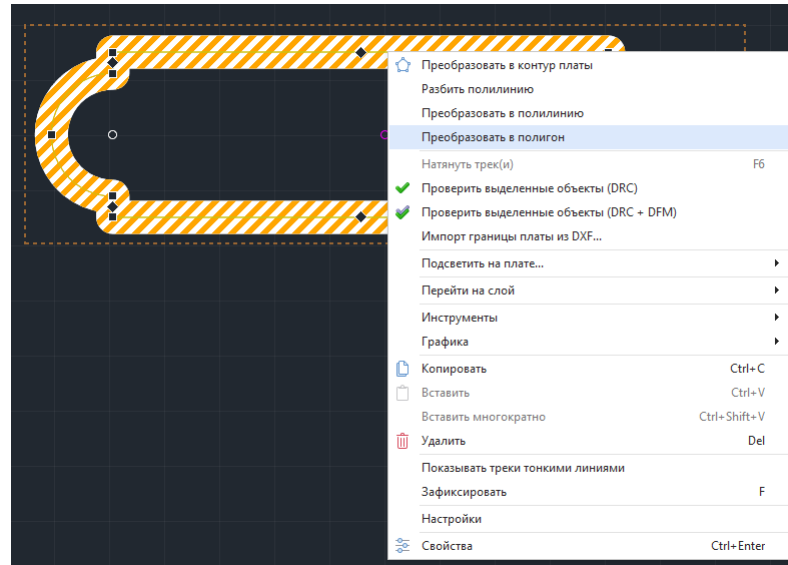 Преобразовать в контур платы
Разбить полилинию
Преобразовать в полилинию
Преобразовать в полигон
Натянуть трек(и) F6
Проверить выделенные объекты (DRC)
Проверить выделенные объекты (DRC + DFM)
Импорт границы платы из DXF...
Подсветить на плате...
Перейти на слой
Инструменты
Графика
Копировать Ctrl+C
Вставить Ctrl+V
Вставить многократно Ctrl+Shift+V
Удалить Del
Показывать треки тонкими линиями
Зафиксировать F
Настройки
Свойства Ctrl+Enter